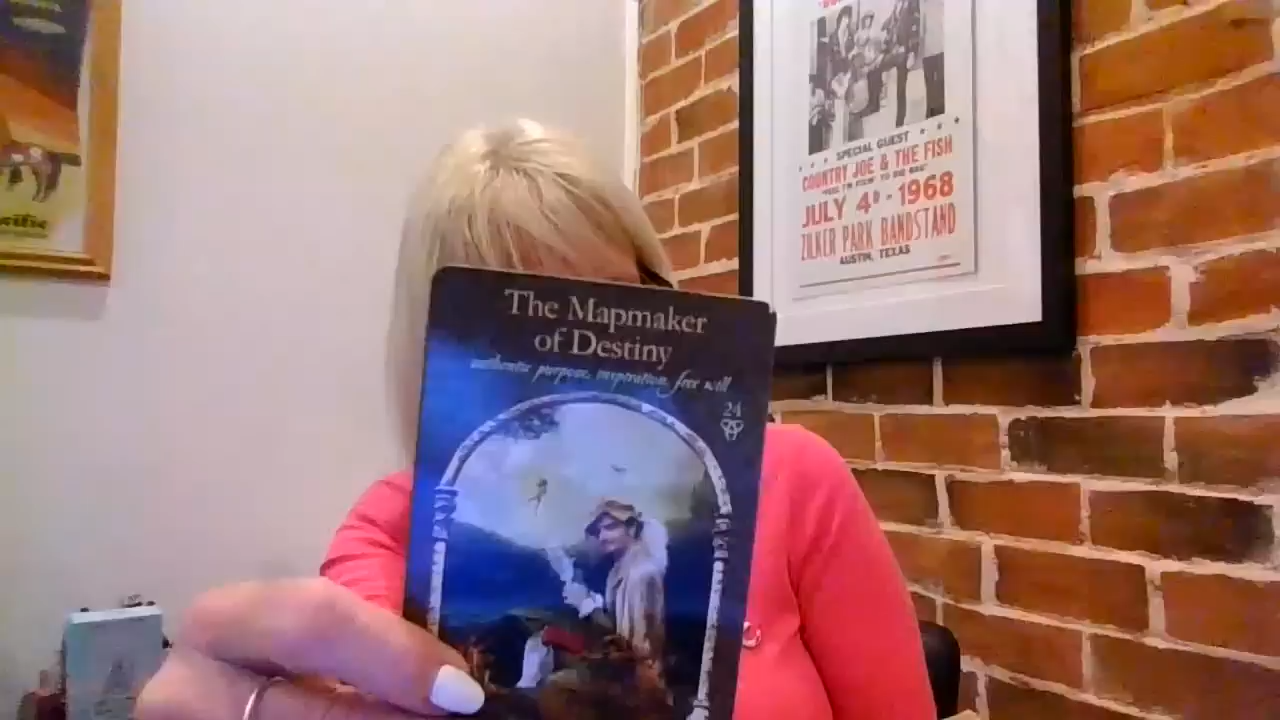 The Mapmaker
of Destiny
authentic purpose, inspiration, free will
24
SPECIAL GUEST
COUNTRY JOE & THE FISH
JULY 4th - 1968
ZILKER PARK BANDSTAND
AUSTIN, TEXAS
cific